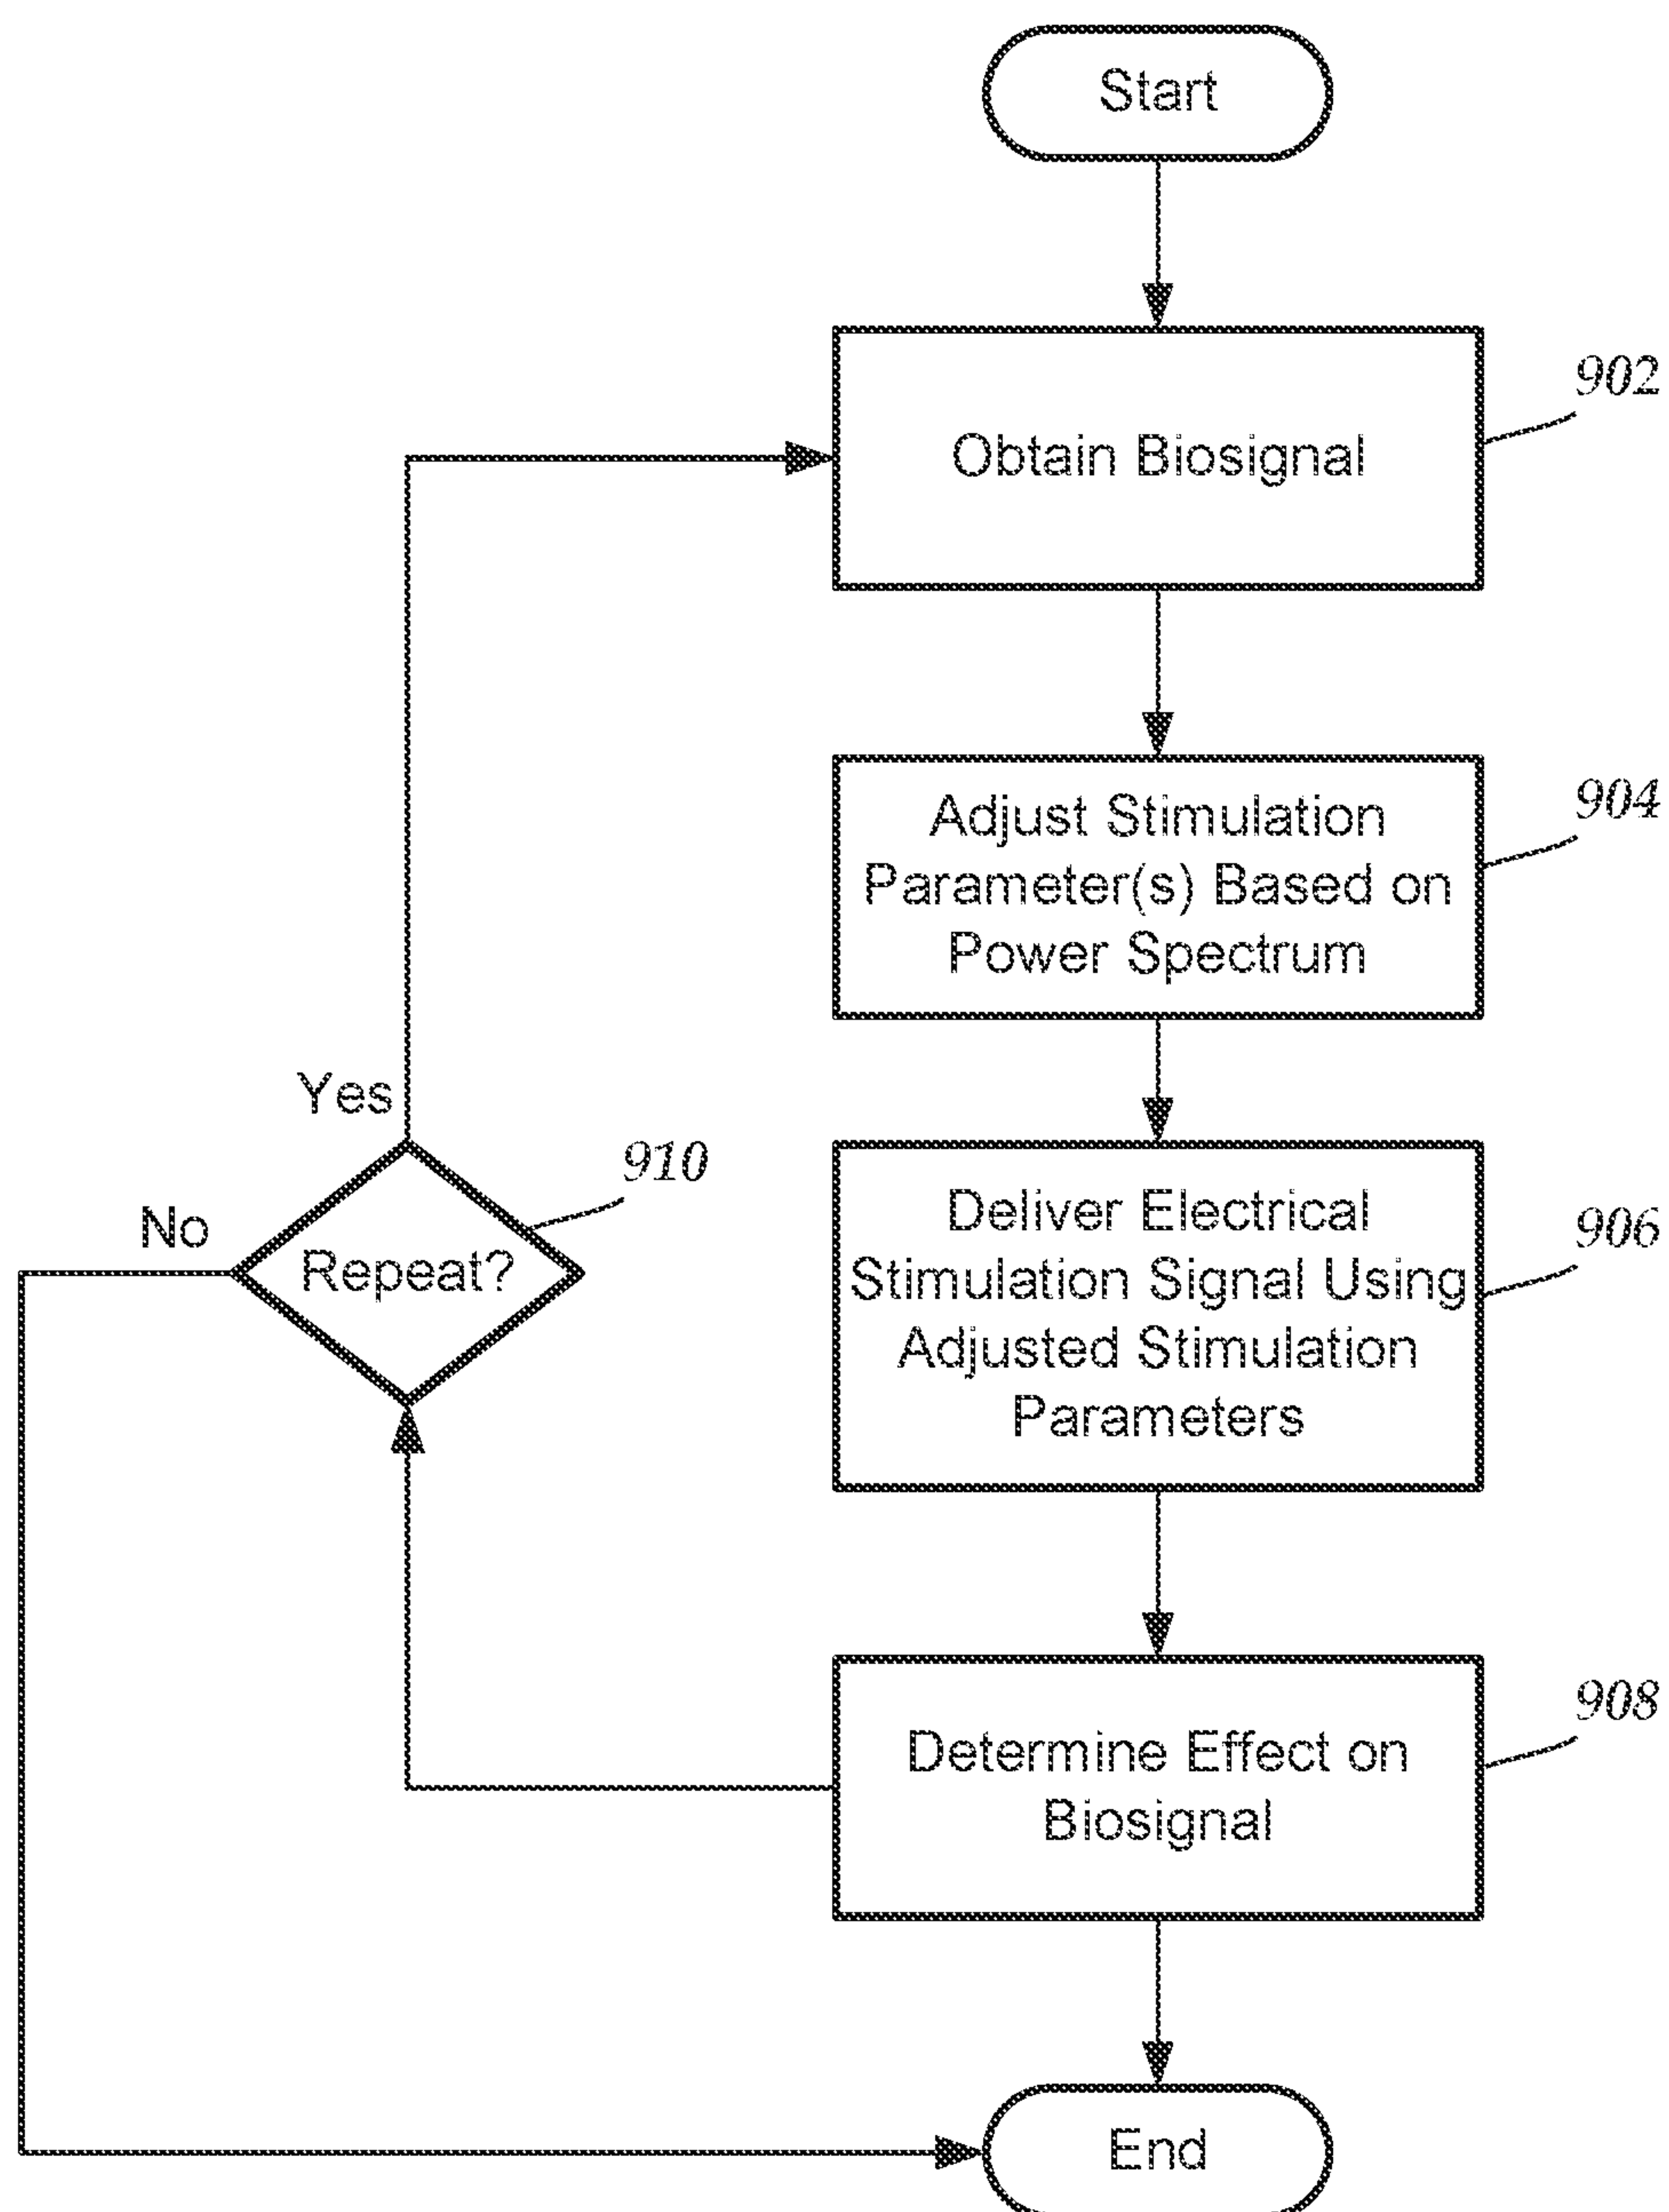 Start
902
Obtain Biosignal
904
Adjust Stimulation
Parameter(s) Based on
Power Spectrum
Yes
910
No
Repeat?
906
Deliver Electrical
Stimulation Signal Using
Adjusted Stimulation
Parameters
908
Determine Effect on
Biosignal
End